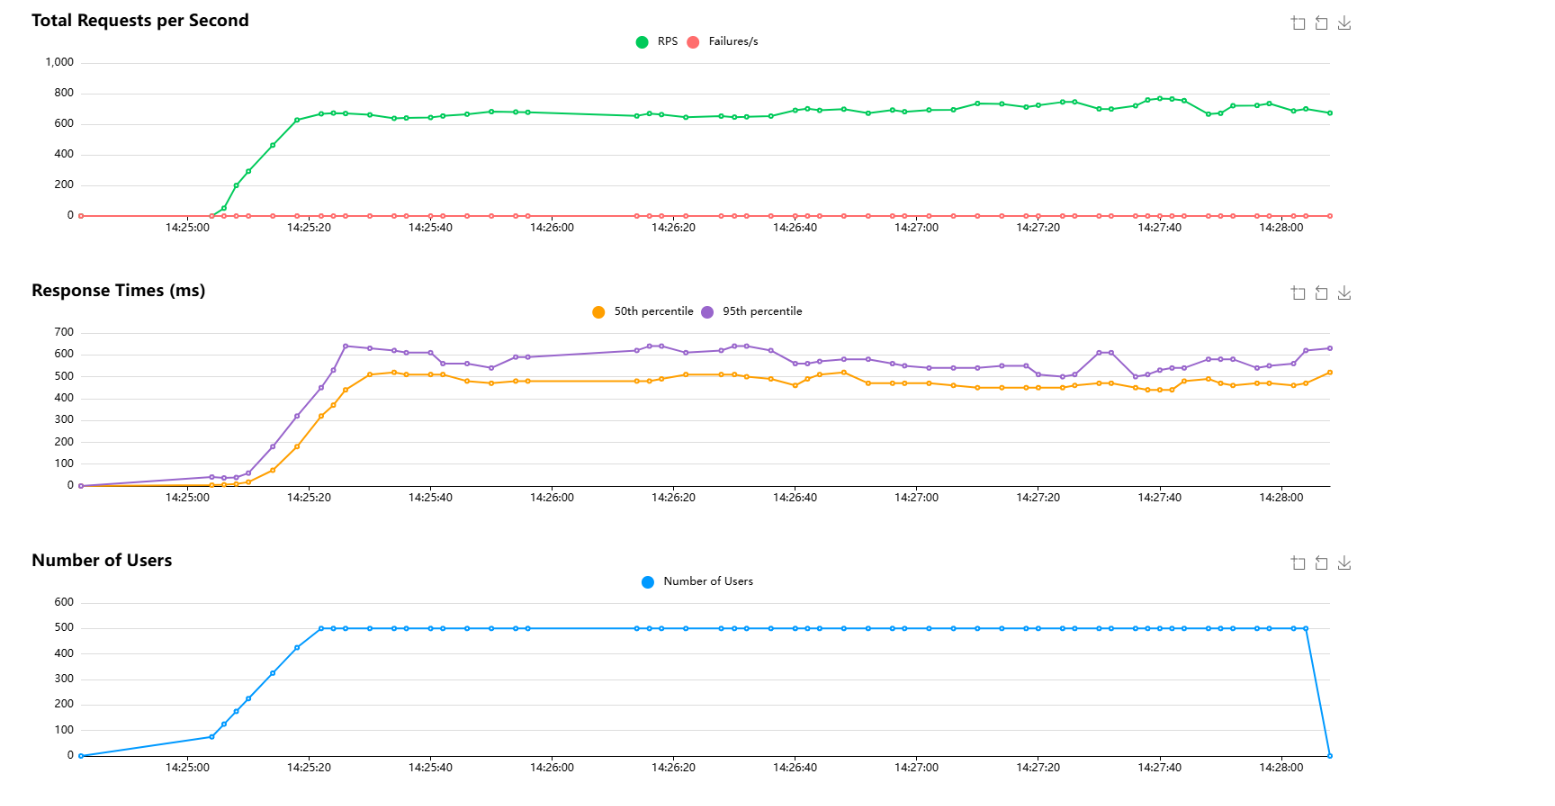 Total Requests per Second
RPS Failures/s
1,000
800
600
400
200
0
14:25:00 14:25:20 14:25:40 14:26:00 14:26:20 14:26:40 14:27:00 14:27:20 14:27:40 14:28:00
Response Times (ms)
50th percentile 95th percentile
700
600
500
400
300
200
100
0
14:25:00 14:25:20 14:25:40 14:26:00 14:26:20 14:26:40 14:27:00 14:27:20 14:27:40 14:28:00
Number of Users
Number of Users
600
500
400
300
200
100
0
14:25:00 14:25:20 14:25:40 14:26:00 14:26:20 14:26:40 14:27:00 14:27:20 14:27:40 14:28:00